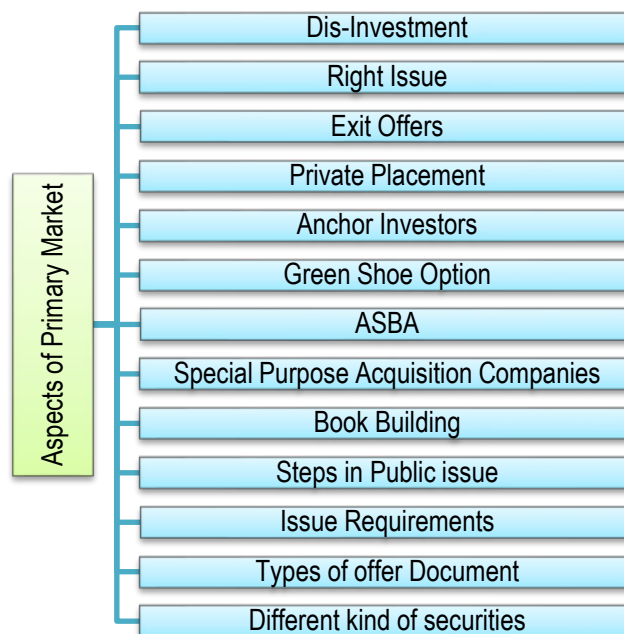 Aspects of Primary Market
Dis-Investment
Right Issue
Exit Offers
Private Placement
Anchor Investors
Green Shoe Option
ASBA
Special Purpose Acquisition Companies
Book Building
Steps in Public issue
Issue Requirements
Types of offer Document
Different kind of securities